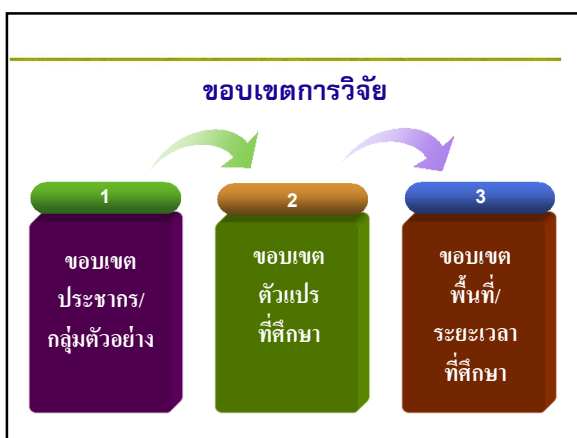 ขอบเขตการวิจัย
1
ขอบเขต
ประชากร/
กลุ่มตัวอย่าง
2
ขอบเขต
ตัวแปร
ที่ศึกษา
3
ขอบเขต
พื้นที่/
ระยะเวลา
ที่ศึกษา